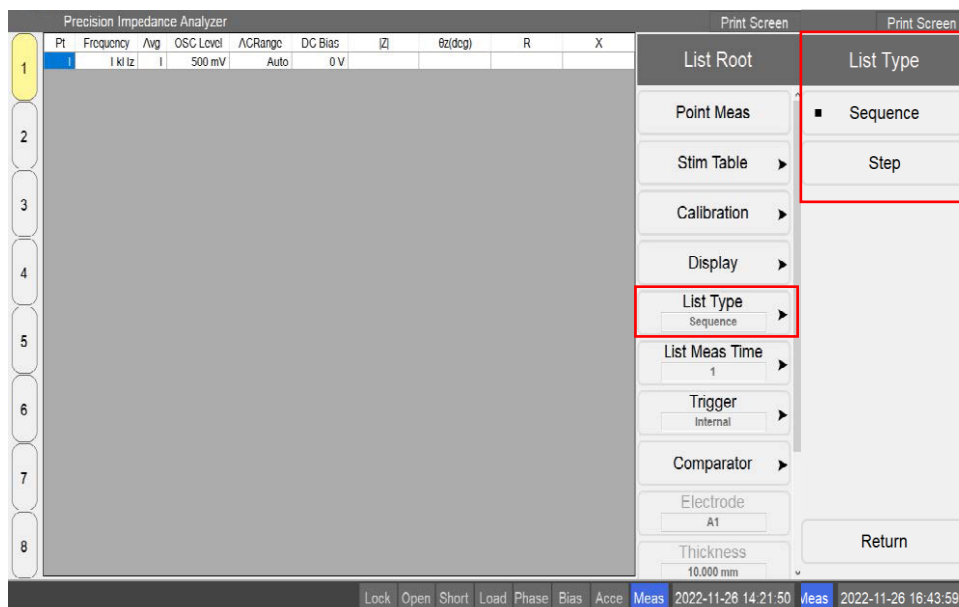 Precision Impedance Analyzer Print Screen Print Screen
Pt Frequency Avg OSC Level ACRange DC Bias |Z| θz(deg) R X
1 1 kHz 1 500 mV Auto 0 V
1
2
3
4
5
6
7
8
List Root
Point Meas
Stim Table
Calibration
Display
List Type
Sequence
List Meas Time
1
Trigger
Internal
Comparator
Electrode
A1
Thickness
10.000 mm
List Type
Sequence
Step
Return
Lock Open Short Load Phase Bias Acce Meas 2022-11-26 14:21:50 Meas 2022-11-26 16:43:59